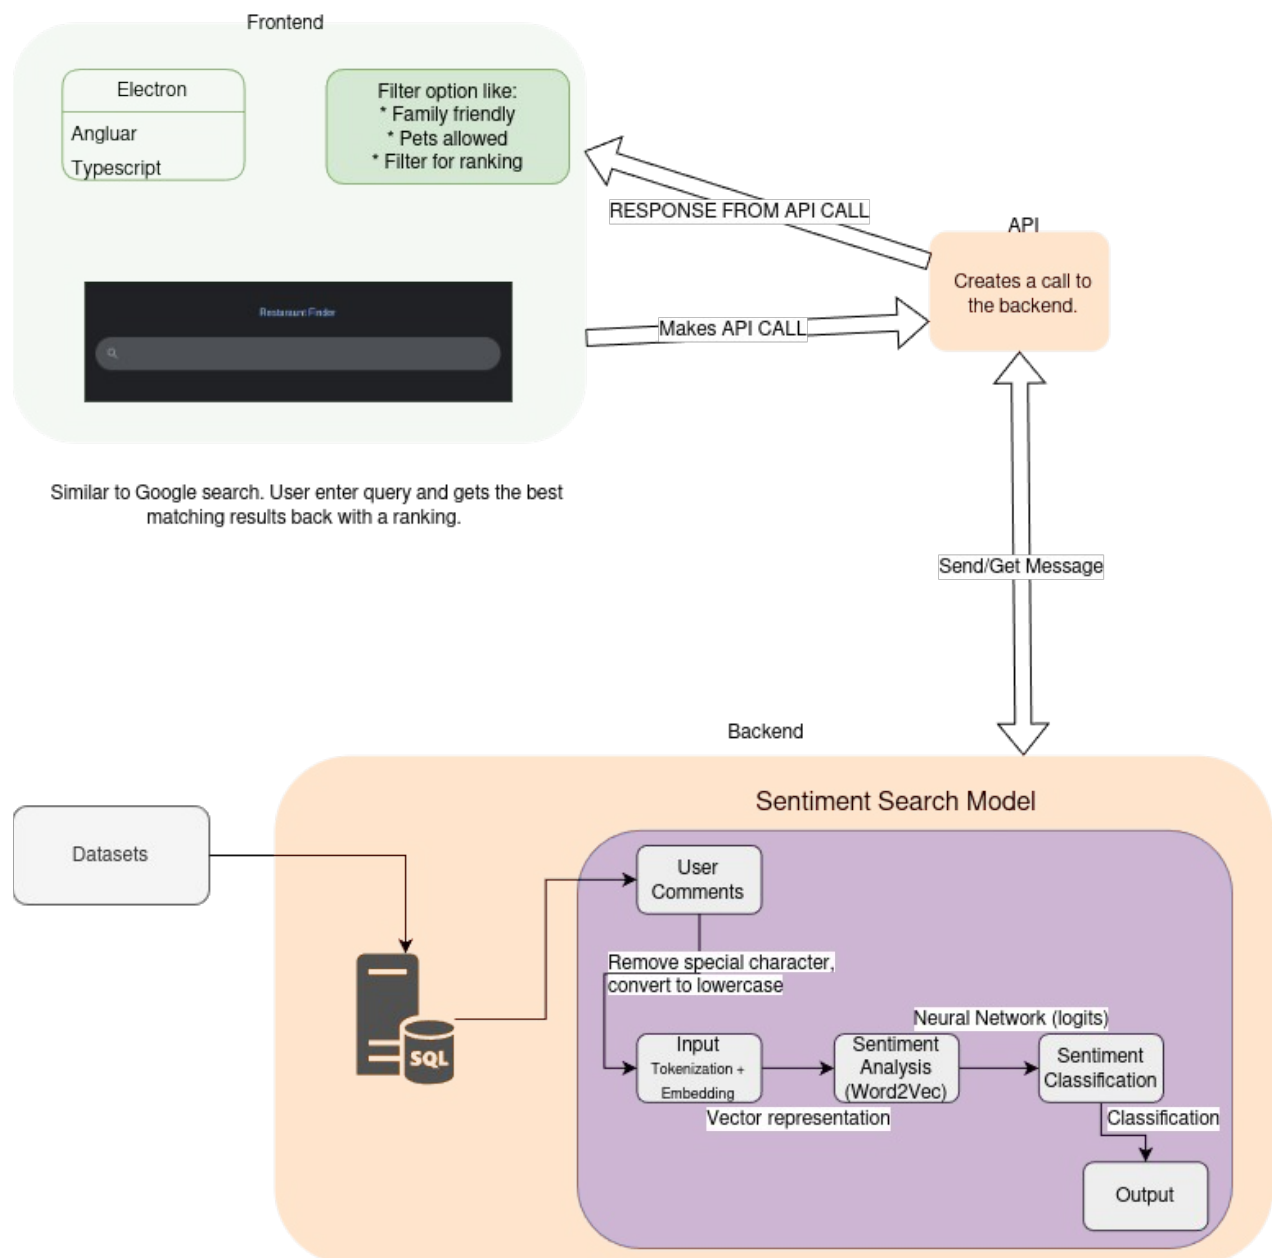 Frontend
Electron
Angluar
Typescript
Filter option like:
* Family friendly
* Pets allowed
* Filter for ranking
RESPONSE FROM API CALL
API
Creates a call to
the backend.
Restaraunt Finder
Makes API CALL
Similar to Google search. User enter query and gets the best
matching results back with a ranking.
Send/Get Message
Backend
Sentiment Search Model
Datasets
User
Comments
Remove special character,
convert to lowercase
SQL
Neural Network (logits)
Input
Tokenization +
Embedding
Sentiment
Analysis
(Word2Vec)
Sentiment
Classification
Vector representation
Classification
Output